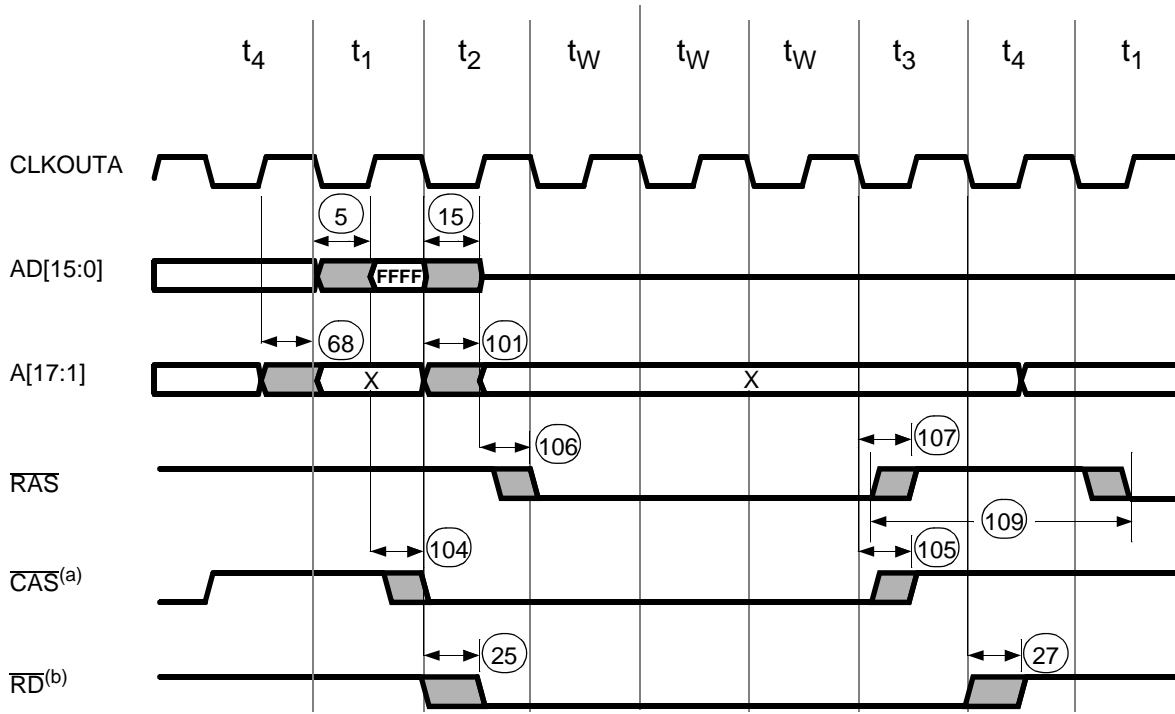 t4 t1 t2 tW tW tW t3 t4 t1
CLKOUTA
5 15
AD[15:0] FFFF
68 101
A[17:1] X X
106 107
RAS
109
104 105
CAS(a)
25 27
RD(b)